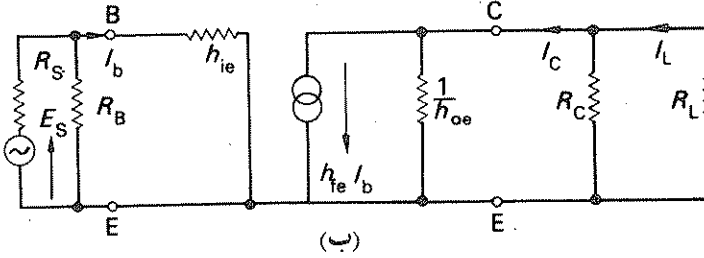 B
C
R_S
I_b
h_ie
I_C
I_L
E_S
R_B
1/h_oe
R_C
R_L
h_fe I_b
E
E
(ب)